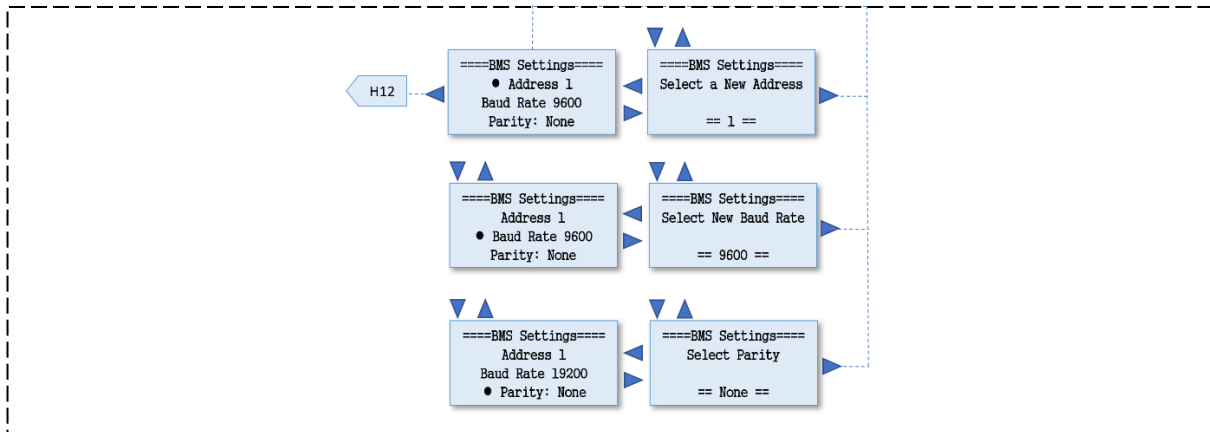 H12
====BMS Settings====
● Address 1
Baud Rate 9600
Parity: None
====BMS Settings====
Select a New Address
== 1 ==
====BMS Settings====
Address 1
● Baud Rate 9600
Parity: None
====BMS Settings====
Select New Baud Rate
== 9600 ==
====BMS Settings====
Address 1
Baud Rate 19200
● Parity: None
====BMS Settings====
Select Parity
== None ==